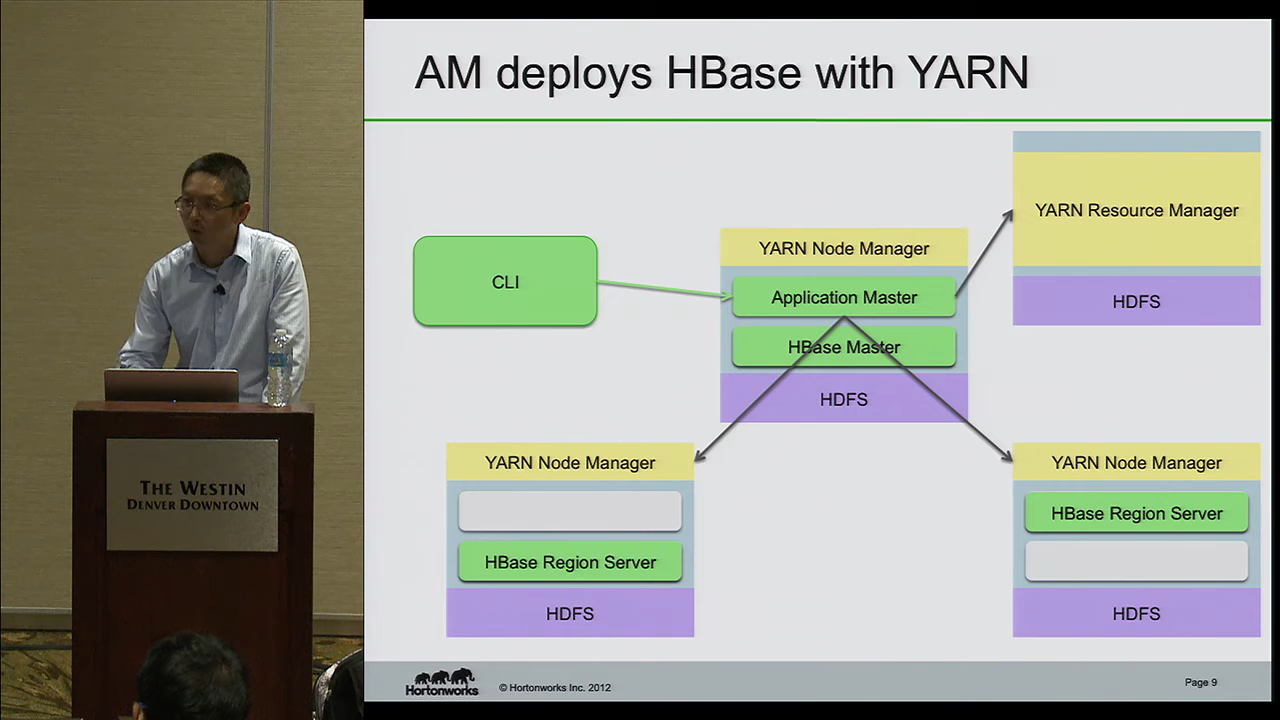 AM deploys HBase with YARN
YARN Resource Manager
HDFS
CLI
YARN Node Manager
Application Master
HBase Master
HDFS
YARN Node Manager
HBase Region Server
HDFS
YARN Node Manager
HBase Region Server
HDFS
Hortonworks
© Hortonworks Inc. 2012
Page 9
THE WESTIN
DENVER DOWNTOWN